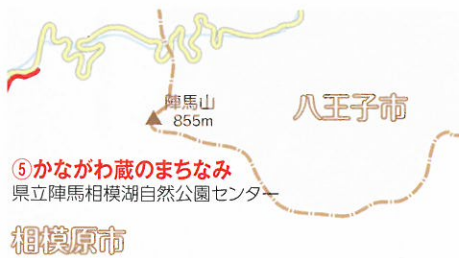 陣馬山
855m
八王子市
⑤かながわ蔵のまちなみ
県立陣馬相模湖自然公園センター
相模原市